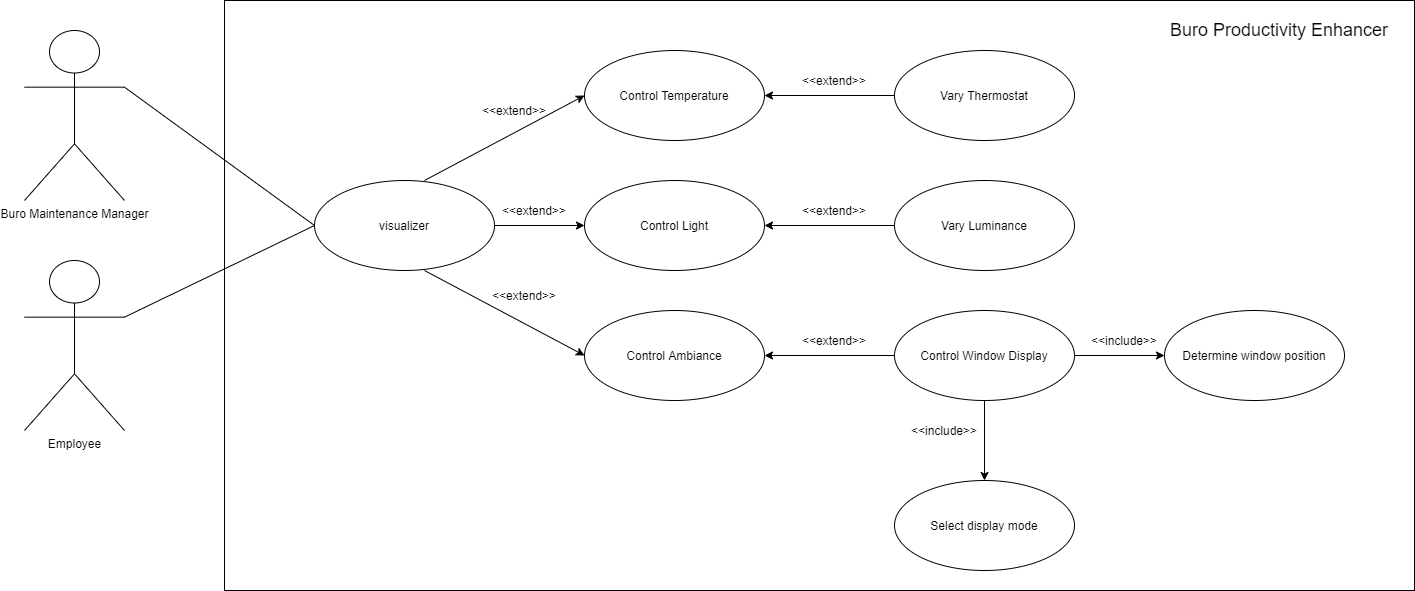 Buro Productivity Enhancer
Buro Maintenance Manager
Employee
visualizer
<<extend>>
Control Temperature
<<extend>>
Vary Thermostat
<<extend>>
Control Light
<<extend>>
Vary Luminance
<<extend>>
Control Ambiance
<<extend>>
Control Window Display
<<include>>
Determine window position
<<include>>
Select display mode